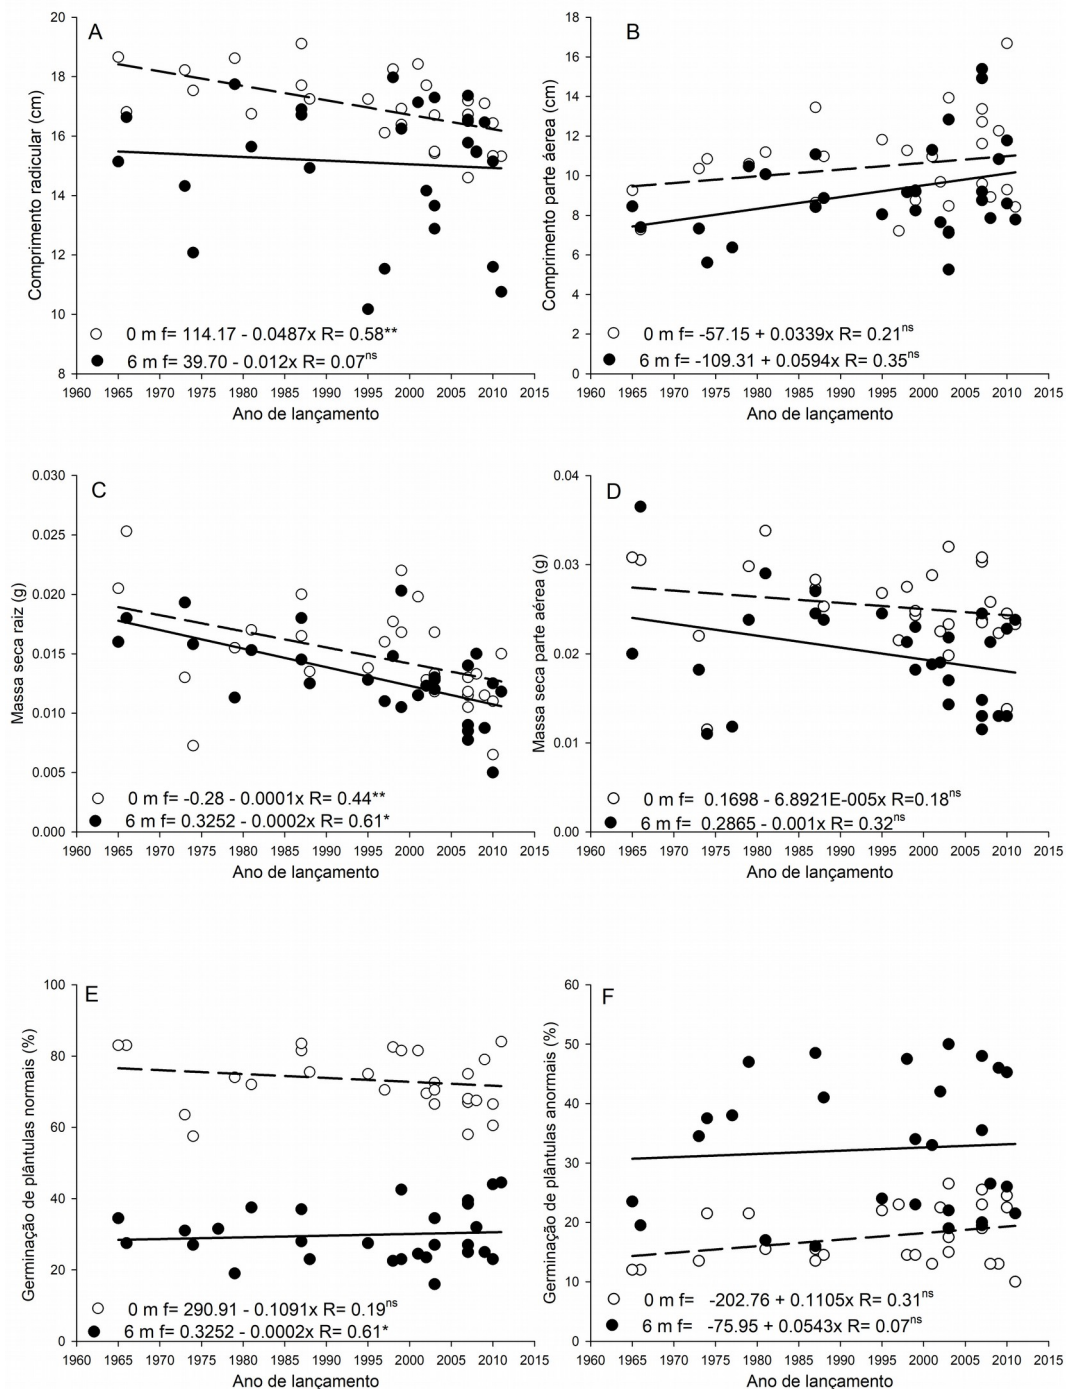 A
Comprimento radicular (cm)
20
18
16
14
12
10
8
0 m f= 114.17 - 0.0487x R= 0.58**
6 m f= 39.70 - 0.012x R= 0.07ns
1960 1965 1970 1975 1980 1985 1990 1995 2000 2005 2010 2015
Ano de lançamento
B
Comprimento parte áerea (cm)
18
16
14
12
10
8
6
4
2
0
0 m f= -57.15 + 0.0339x R= 0.21ns
6 m f= -109.31 + 0.0594x R= 0.35ns
1960 1965 1970 1975 1980 1985 1990 1995 2000 2005 2010 2015
Ano de lançamento
C
Massa seca raiz (g)
0.030
0.025
0.020
0.015
0.010
0.005
0.000
0 m f= -0.28 - 0.0001x R= 0.44**
6 m f= 0.3252 - 0.0002x R= 0.61*
1960 1965 1970 1975 1980 1985 1990 1995 2000 2005 2010 2015
Ano de lançamento
D
Massa seca parte aérea (g)
0.04
0.03
0.02
0.01
0.00
0 m f= 0.1698 - 6.8921E-005x R=0.18ns
6 m f= 0.2865 - 0.001x R= 0.32ns
1960 1965 1970 1975 1980 1985 1990 1995 2000 2005 2010 2015
Ano de lançamento
E
Germinação de plântulas normais (%)
100
80
60
40
20
0
0 m f= 290.91 - 0.1091x R= 0.19ns
6 m f= 0.3252 - 0.0002x R= 0.61*
1960 1965 1970 1975 1980 1985 1990 1995 2000 2005 2010 2015
Ano de lançamento
F
Germinação de plântulas anormais (%)
60
50
40
30
20
10
0
0 m f= -202.76 + 0.1105x R= 0.31ns
6 m f= -75.95 + 0.0543x R= 0.07ns
1960 1965 1970 1975 1980 1985 1990 1995 2000 2005 2010 2015
Ano de lançamento